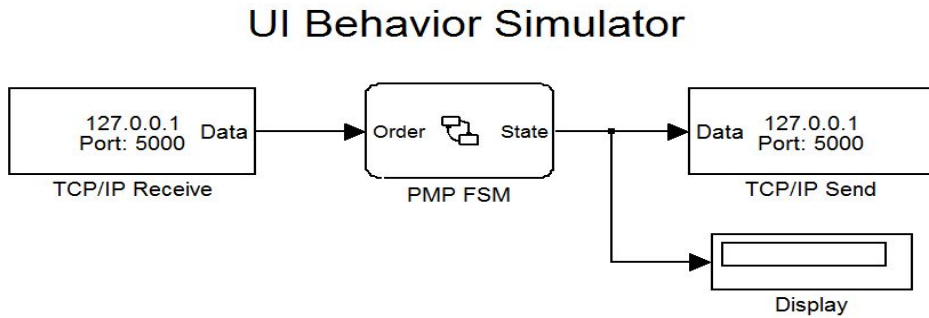 UI Behavior Simulator
127.0.0.1
Port: 5000
Data
TCP/IP Receive
Order
State
PMP FSM
Data
127.0.0.1
Port: 5000
TCP/IP Send
Display